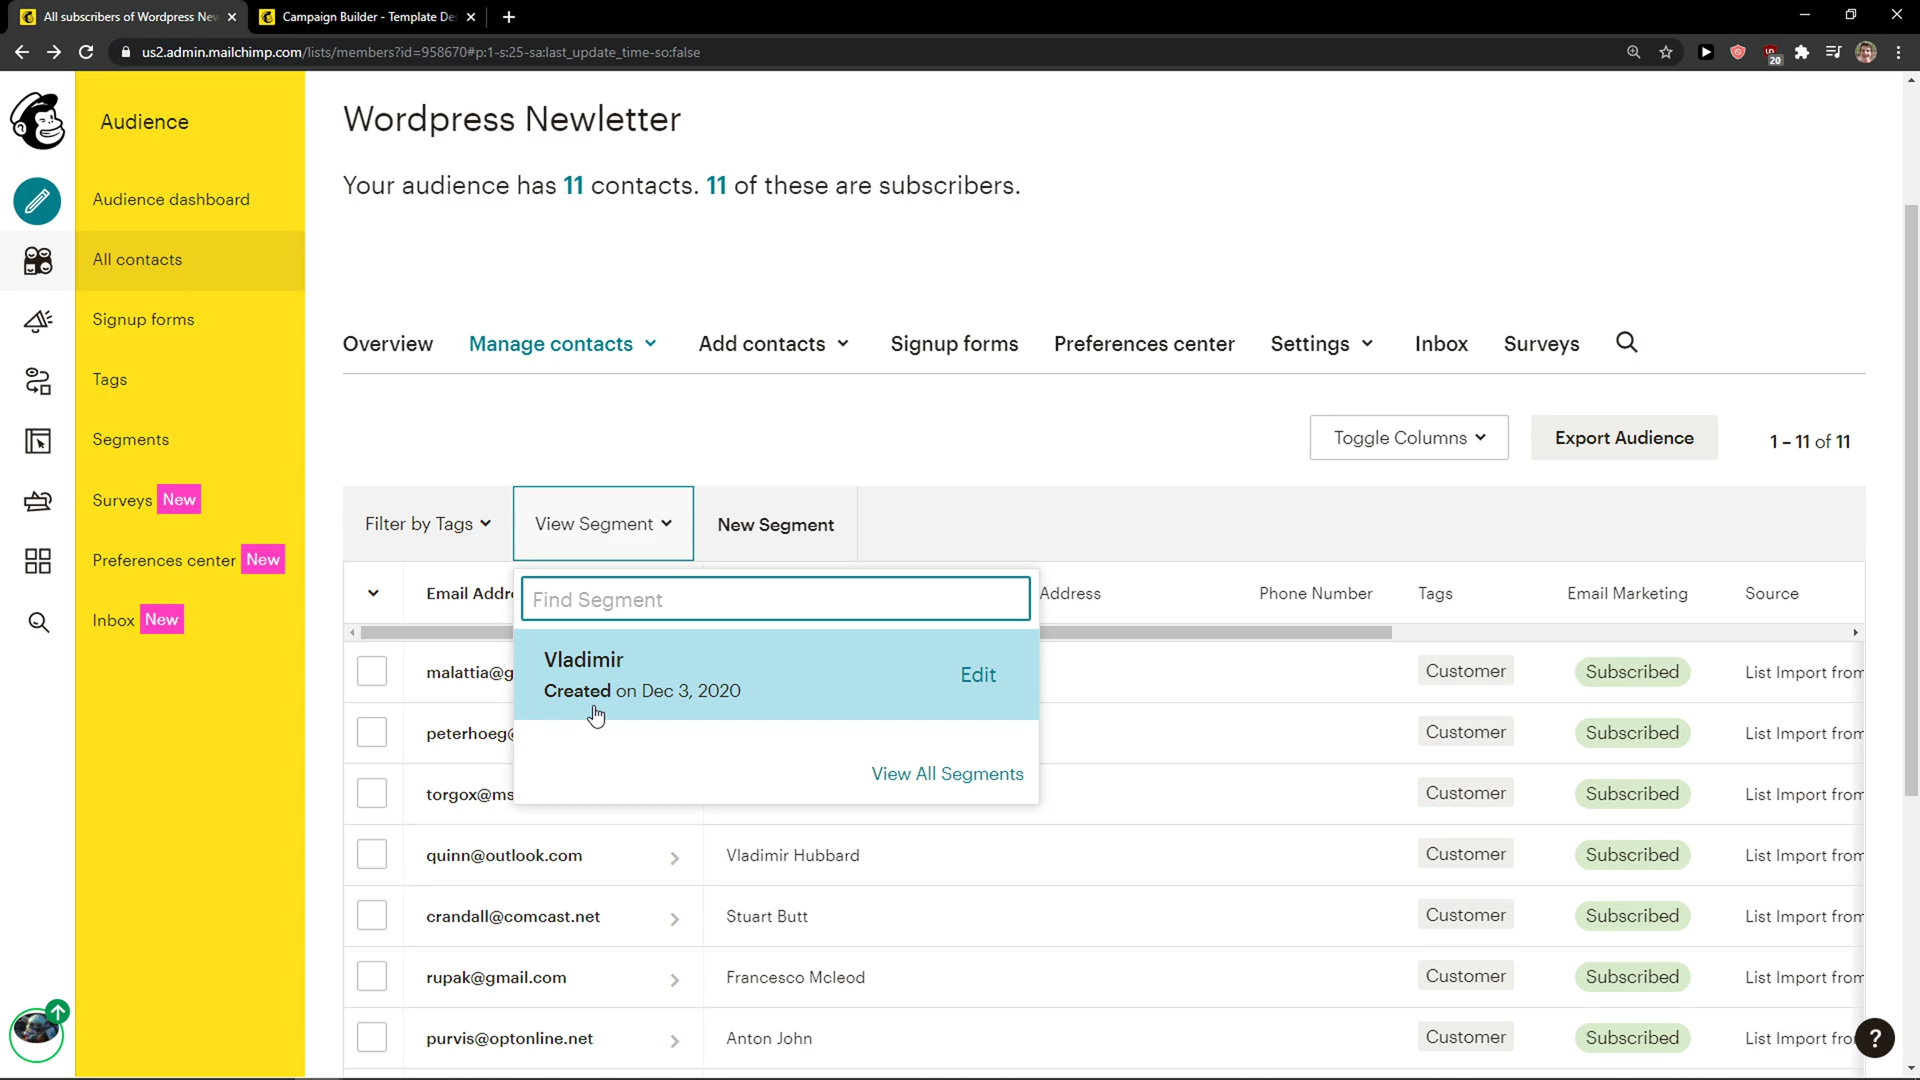 All subscribers of Wordpress Nev
Campaign Builder - Template De
us2.admin.mailchimp.com/lists/members?id=958670#p:1-s:25-sa:last_update_time-so:false
20
Audience
Audience dashboard
All contacts
Signup forms
Tags
Segments
Surveys New
Preferences center New
Inbox New
Wordpress Newletter
Your audience has 11 contacts. 11 of these are subscribers.
Overview Manage contacts Add contacts Signup forms Preferences center Settings Inbox Surveys
Toggle Columns Export Audience 1 – 11 of 11
Filter by Tags View Segment New Segment
Email Addre Address Phone Number Tags Email Marketing Source
Find Segment
Vladimir
Created on Dec 3, 2020
Edit
View All Segments
malattia@g Customer Subscribed List Import from
peterhoeg@ Customer Subscribed List Import from
torgox@ms Customer Subscribed List Import from
quinn@outlook.com Vladimir Hubbard Customer Subscribed List Import from
crandall@comcast.net Stuart Butt Customer Subscribed List Import from
rupak@gmail.com Francesco Mcleod Customer Subscribed List Import from
purvis@optonline.net Anton John Customer Subscribed List Import fro
?